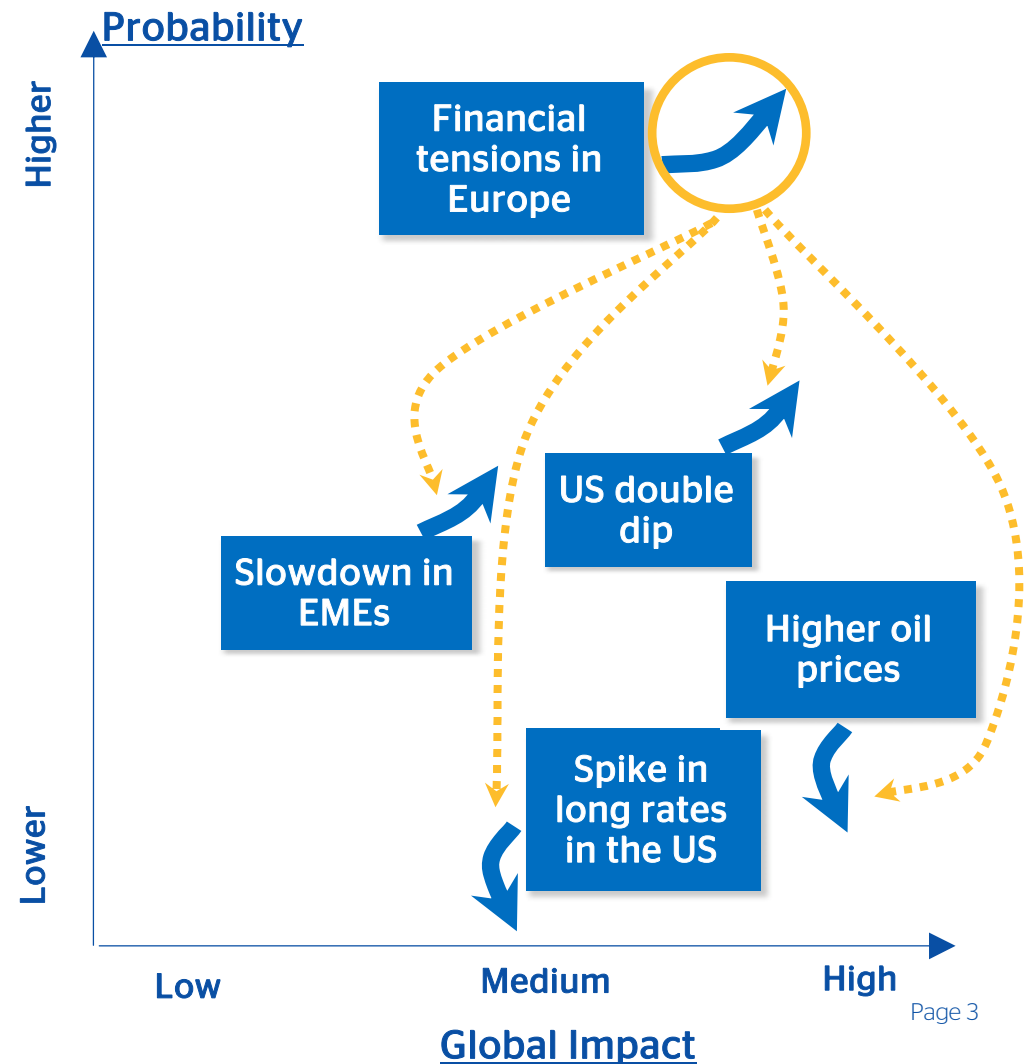 Probability
Higher
Financial
tensions in
Europe
US double
dip
Slowdown in
EMEs
Higher oil
prices
Spike in
long rates
in the US
Lower
Low
Medium
High
Page 3
Global Impact